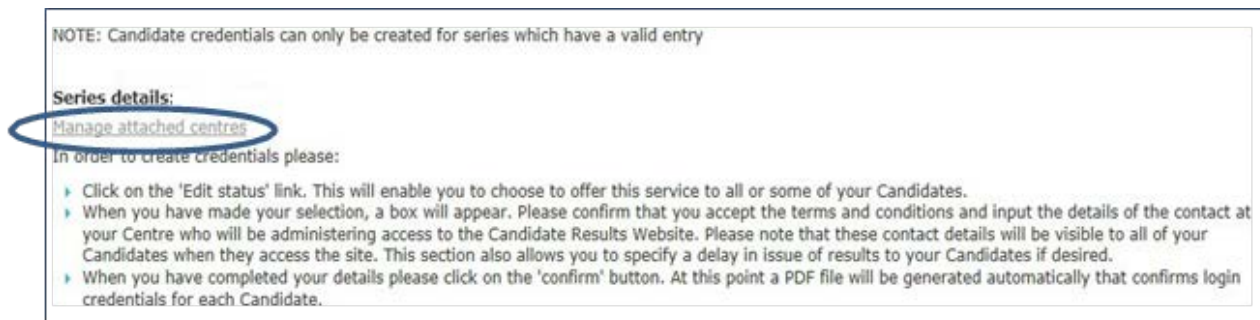 NOTE: Candidate credentials can only be created for series which have a valid entry
Series details:
Manage attached centres
In order to create credentials please:
Click on the 'Edit status' link. This will enable you to choose to offer this service to all or some of your Candidates.
When you have made your selection, a box will appear. Please confirm that you accept the terms and conditions and input the details of the contact at
your Centre who will be administering access to the Candidate Results Website. Please note that these contact details will be visible to all of your
Candidates when they access the site. This section also allows you to specify a delay in issue of results to your Candidates if desired.
When you have completed your details please click on the 'confirm' button. At this point a PDF file will be generated automatically that confirms login
credentials for each Candidate.